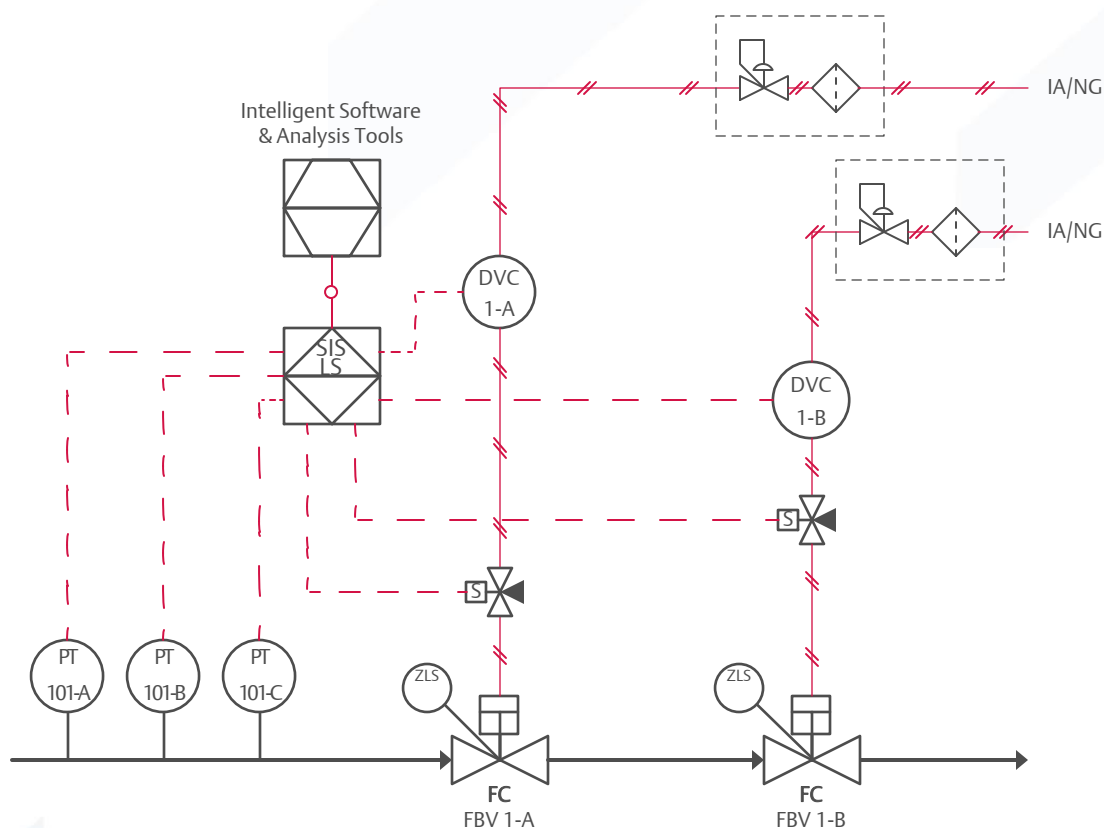 IA/NG
Intelligent Software
& Analysis Tools
IA/NG
DVC
1-A
SIS
LS
DVC
1-B
S
S
PT
101-A
PT
101-B
PT
101-C
ZLS
ZLS
FC
FBV 1-A
FC
FBV 1-B